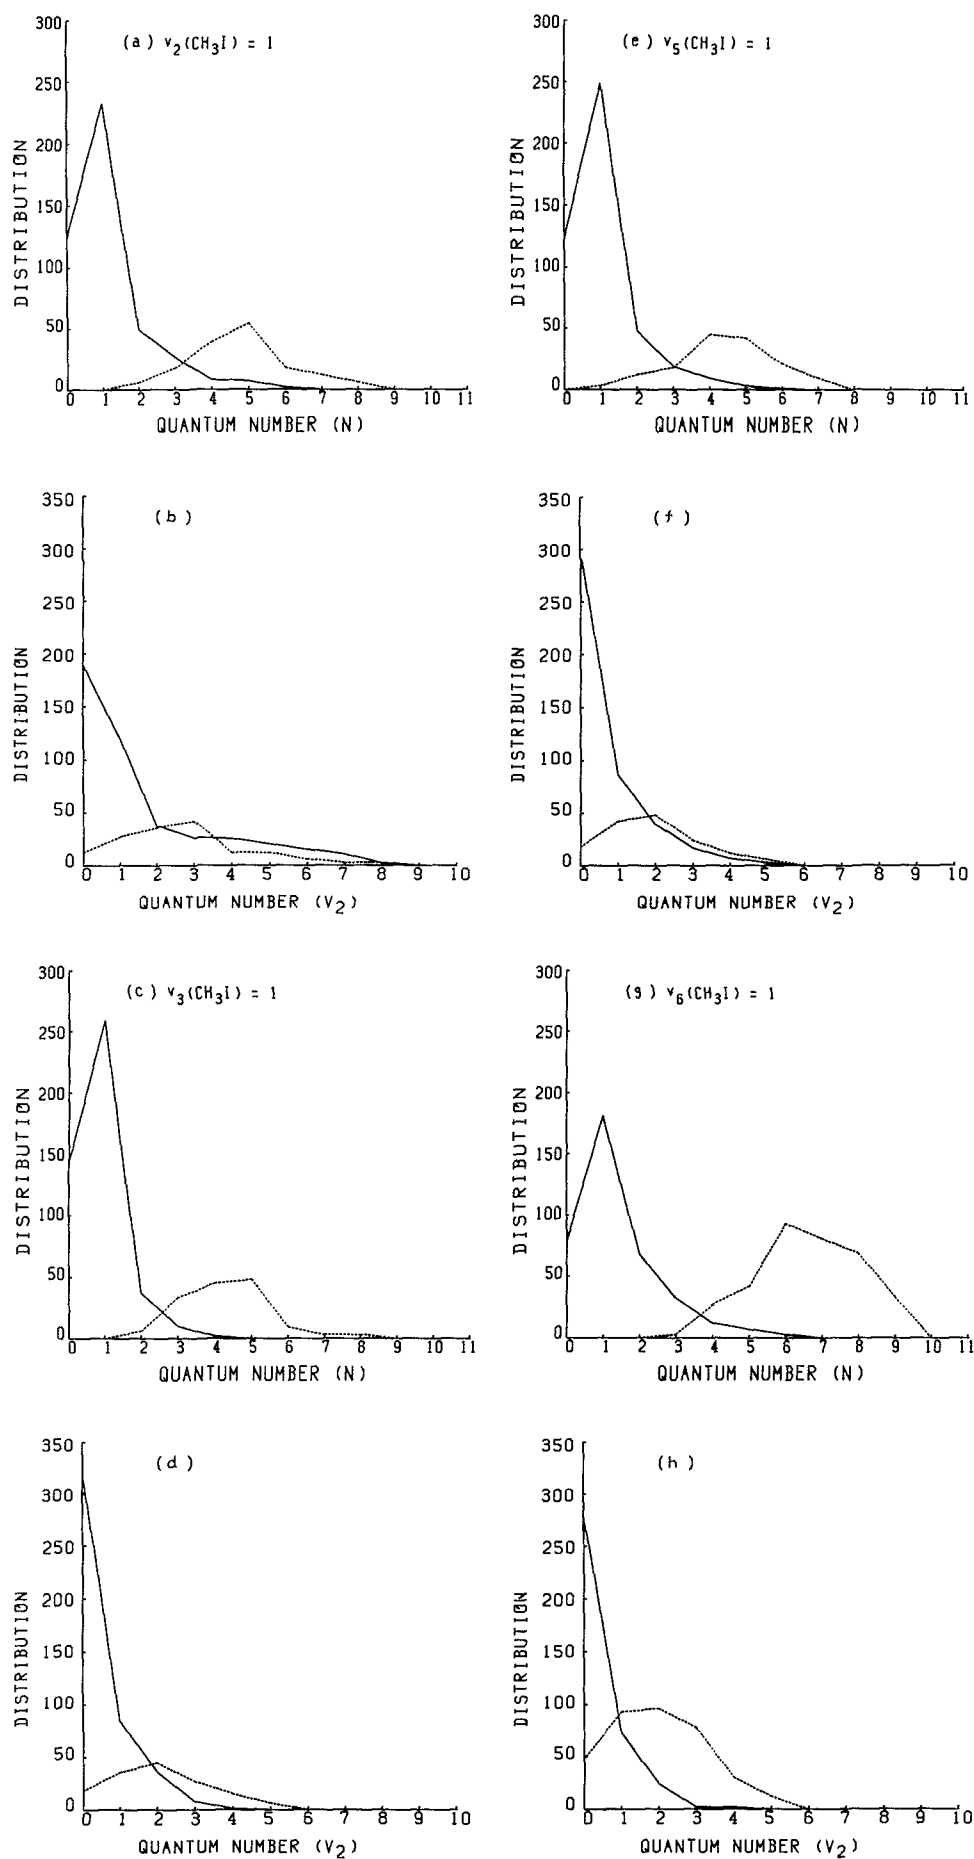 (a) v2(CH3I) = 1
300
250
200
150
100
50
0
DISTRIBUTION
0 1 2 3 4 5 6 7 8 9 10 11
QUANTUM NUMBER (N)
(b)
350
300
250
200
150
100
50
0
DISTRIBUTION
0 1 2 3 4 5 6 7 8 9 10
QUANTUM NUMBER (V2)
(c) v3(CH3I) = 1
300
250
200
150
100
50
0
DISTRIBUTION
0 1 2 3 4 5 6 7 8 9 10 11
QUANTUM NUMBER (N)
(d)
350
300
250
200
150
100
50
0
DISTRIBUTION
0 1 2 3 4 5 6 7 8 9 10
QUANTUM NUMBER (V2)
(e) v5(CH3I) = 1
300
250
200
150
100
50
0
DISTRIBUTION
0 1 2 3 4 5 6 7 8 9 10 11
QUANTUM NUMBER (N)
(f)
350
300
250
200
150
100
50
0
DISTRIBUTION
0 1 2 3 4 5 6 7 8 9 10
QUANTUM NUMBER (V2)
(g) v6(CH3I) = 1
300
250
200
150
100
50
0
DISTRIBUTION
0 1 2 3 4 5 6 7 8 9 10 11
QUANTUM NUMBER (N)
(h)
350
300
250
200
150
100
50
0
DISTRIBUTION
0 1 2 3 4 5 6 7 8 9 10
QUANTUM NUMBER (V2)